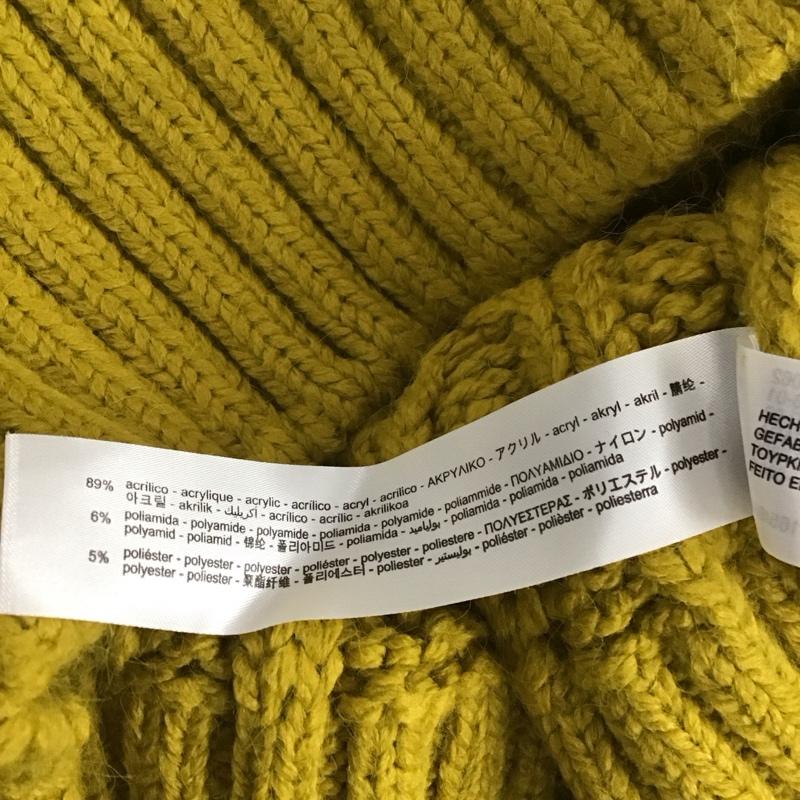 89% acrílico - acrylique - acrylic - acrílico - acryl - acrilico - ΑΚΡΥΛΙΚΟ - アクリル - acryl - akryl - akril - 腈纶 -
아크릴 - akrilik - اكريليك - acrílico - acrílic - akrilikoa
6% poliamida - polyamide - polyamide - poliamida - polyamide - poliammide - ΠΟΛΥΑΜΙΔΙΟ - ナイロン - polyamid -
polyamid - poliamid - 锦纶 - 폴리아미드 - poliamida - بولياميد - poliamida - poliamida - poliamida
5% poliéster - polyester - polyester - poliéster - polyester - poliestere - ΠΟΛΥΕΣΤΕΡΑΣ - ポリエステル - polyester -
polyester - poliester - 聚酯纤维 - 폴리에스터 - poliester - بوليستير - poliéster - polièster - poliesterra
HECH
GEFAB
ΤΟΥΡΚΙ
FEITO E